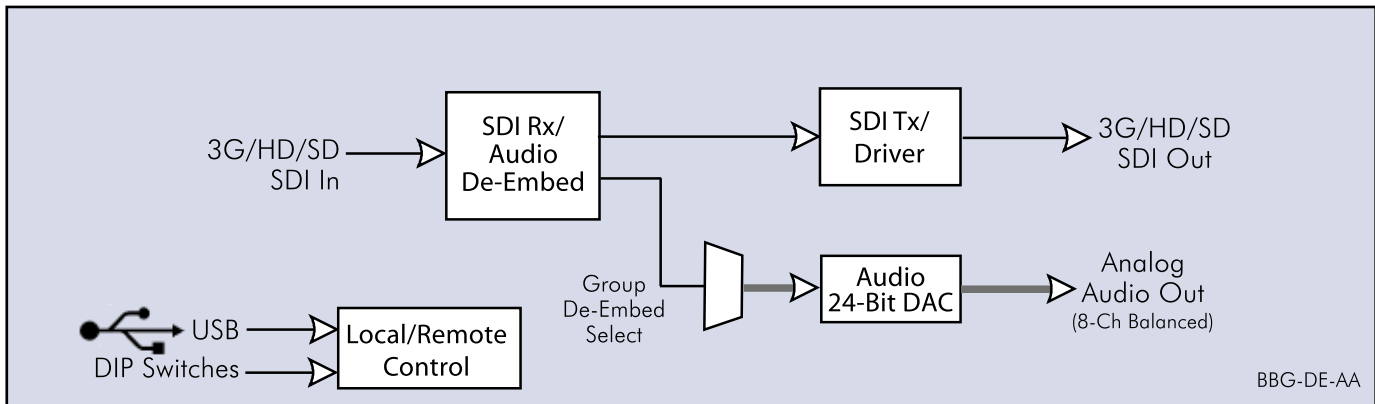 3G/HD/SD
SDI In
SDI Rx/
Audio
De-Embed
SDI Tx/
Driver
3G/HD/SD
SDI Out
Group
De-Embed
Select
Audio
24-Bit DAC
Analog
Audio Out
(8-Ch Balanced)
USB
DIP Switches
Local/Remote
Control
BBG-DE-AA